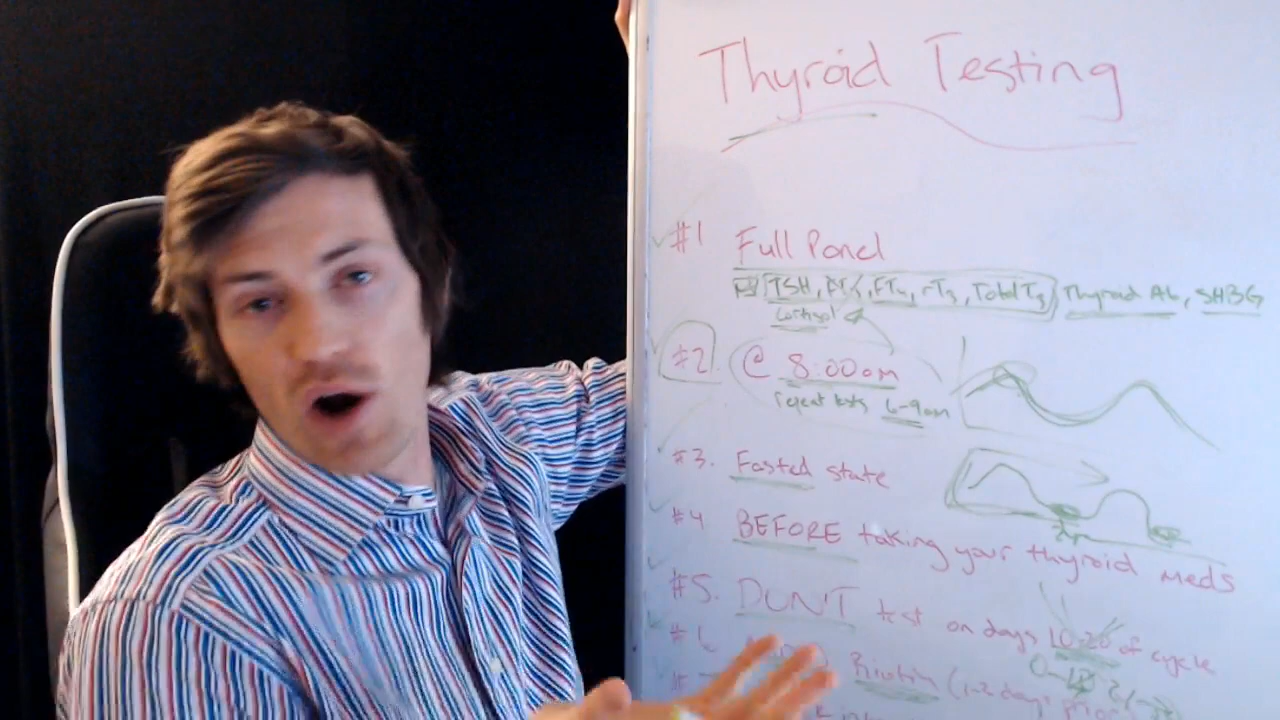 Thyroid Testing
#1 Full Panel
TSH, FT3, FT4, rT3, Total T3, Thyroid Ab, SHBG
Cortisol
#2. @ 8:00am
repeat tests 6-9am
#3. Fasted state
#4 BEFORE taking your thyroid meds
#5. DON'T test on days 10-20 of cycle
#6 Biotin (1-2 days